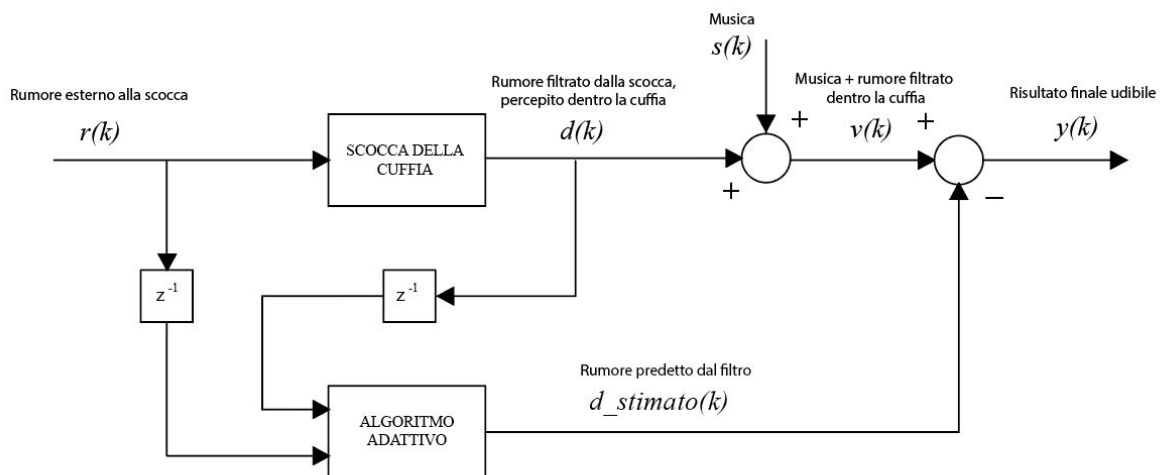 Musica
s(k)
Rumore esterno alla scocca
r(k)
SCOCCA DELLA
CUFFIA
Rumore filtrato dalla scocca,
percepito dentro la cuffia
d(k)
+
+
Musica + rumore filtrato
dentro la cuffia
v(k)
+
−
Risultato finale udibile
y(k)
z⁻¹
z⁻¹
ALGORITMO
ADATTIVO
Rumore predetto dal filtro
d_stimato(k)